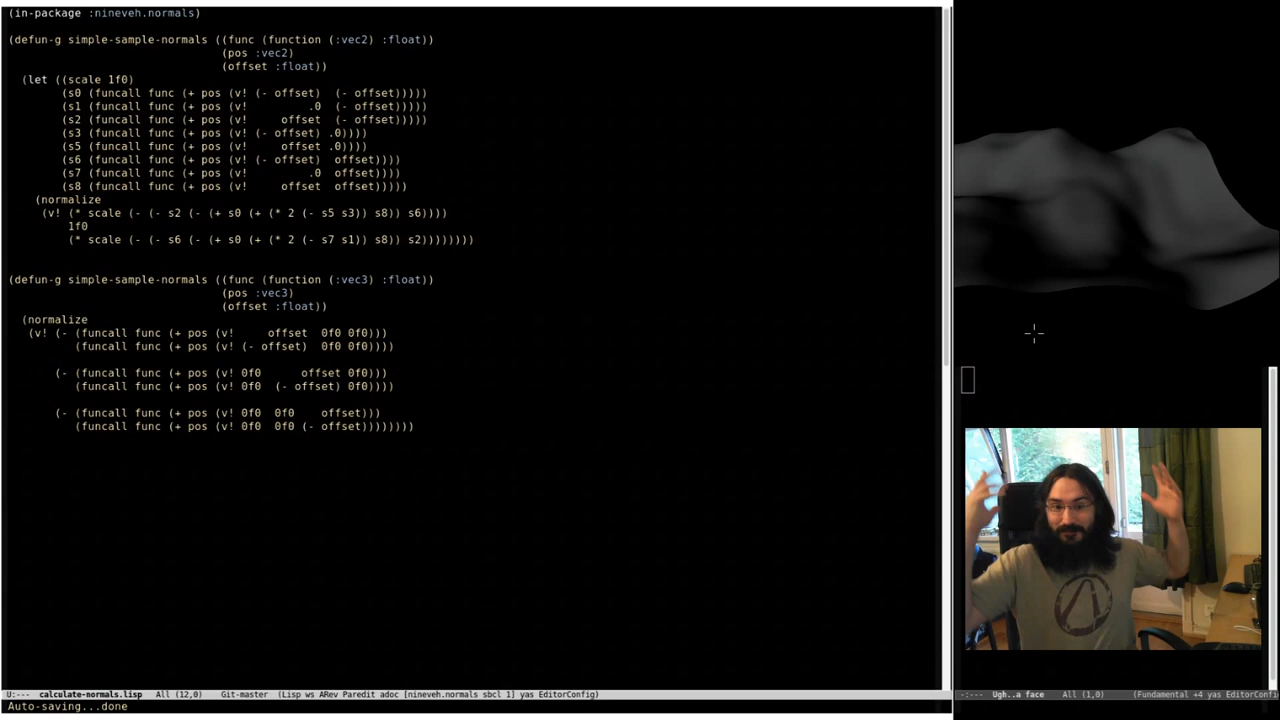 (in-package :nineveh.normals)
(defun-g simple-sample-normals ((func (function (:vec2) :float))
(pos :vec2)
(offset :float))
(let ((scale 1f0)
(s0 (funcall func (+ pos (v! (- offset)  (- offset)))))
(s1 (funcall func (+ pos (v!         .0  (- offset)))))
(s2 (funcall func (+ pos (v!     offset  (- offset)))))
(s3 (funcall func (+ pos (v! (- offset) .0))))
(s5 (funcall func (+ pos (v!     offset .0))))
(s6 (funcall func (+ pos (v! (- offset)  offset))))
(s7 (funcall func (+ pos (v!         .0  offset))))
(s8 (funcall func (+ pos (v!     offset  offset)))))
(normalize
(v! (* scale (- (- s2 (- (+ s0 (+ (* 2 (- s5 s3)) s8)) s6))))
1f0
(* scale (- (- s6 (- (+ s0 (+ (* 2 (- s7 s1)) s8)) s2))))))))
(defun-g simple-sample-normals ((func (function (:vec3) :float))
(pos :vec3)
(offset :float))
(normalize
(v! (- (funcall func (+ pos (v!     offset  0f0 0f0)))
(funcall func (+ pos (v! (- offset)  0f0 0f0))))
(- (funcall func (+ pos (v! 0f0      offset 0f0)))
(funcall func (+ pos (v! 0f0  (- offset) 0f0))))
(- (funcall func (+ pos (v! 0f0  0f0    offset)))
(funcall func (+ pos (v! 0f0  0f0 (- offset))))))))
U:---  calculate-normals.lisp   All (12,0)   Git-master  (Lisp ws ARev Paredit adoc [nineveh.normals sbcl 1] yas EditorConfig)
-:---  Ugh..a face   All (1,0)   (Fundamental +4 yas EditorConfi
Auto-saving...done